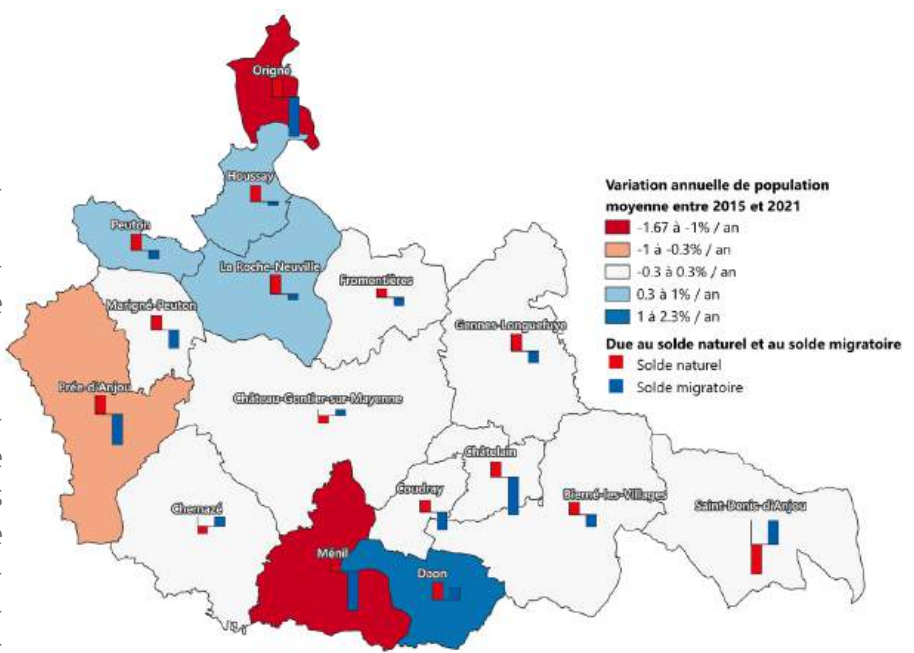 Origné
Houssay
Peuton
La Roche-Neuville
Fromentières
Marigné-Peuton
Gennes-Longuefuye
Prée-d'Anjou
Château-Gontier-sur-Mayenne
Châtelain
Coudray
Bierné-les-Villages
Saint-Denis-d'Anjou
Chemazé
Ménil
Daon
Variation annuelle de population
moyenne entre 2015 et 2021
-1.67 à -1% / an
-1 à -0.3% / an
-0.3 à 0.3% / an
0.3 à 1% / an
1 à 2.3% / an
Due au solde naturel et au solde migratoire
Solde naturel
Solde migratoire